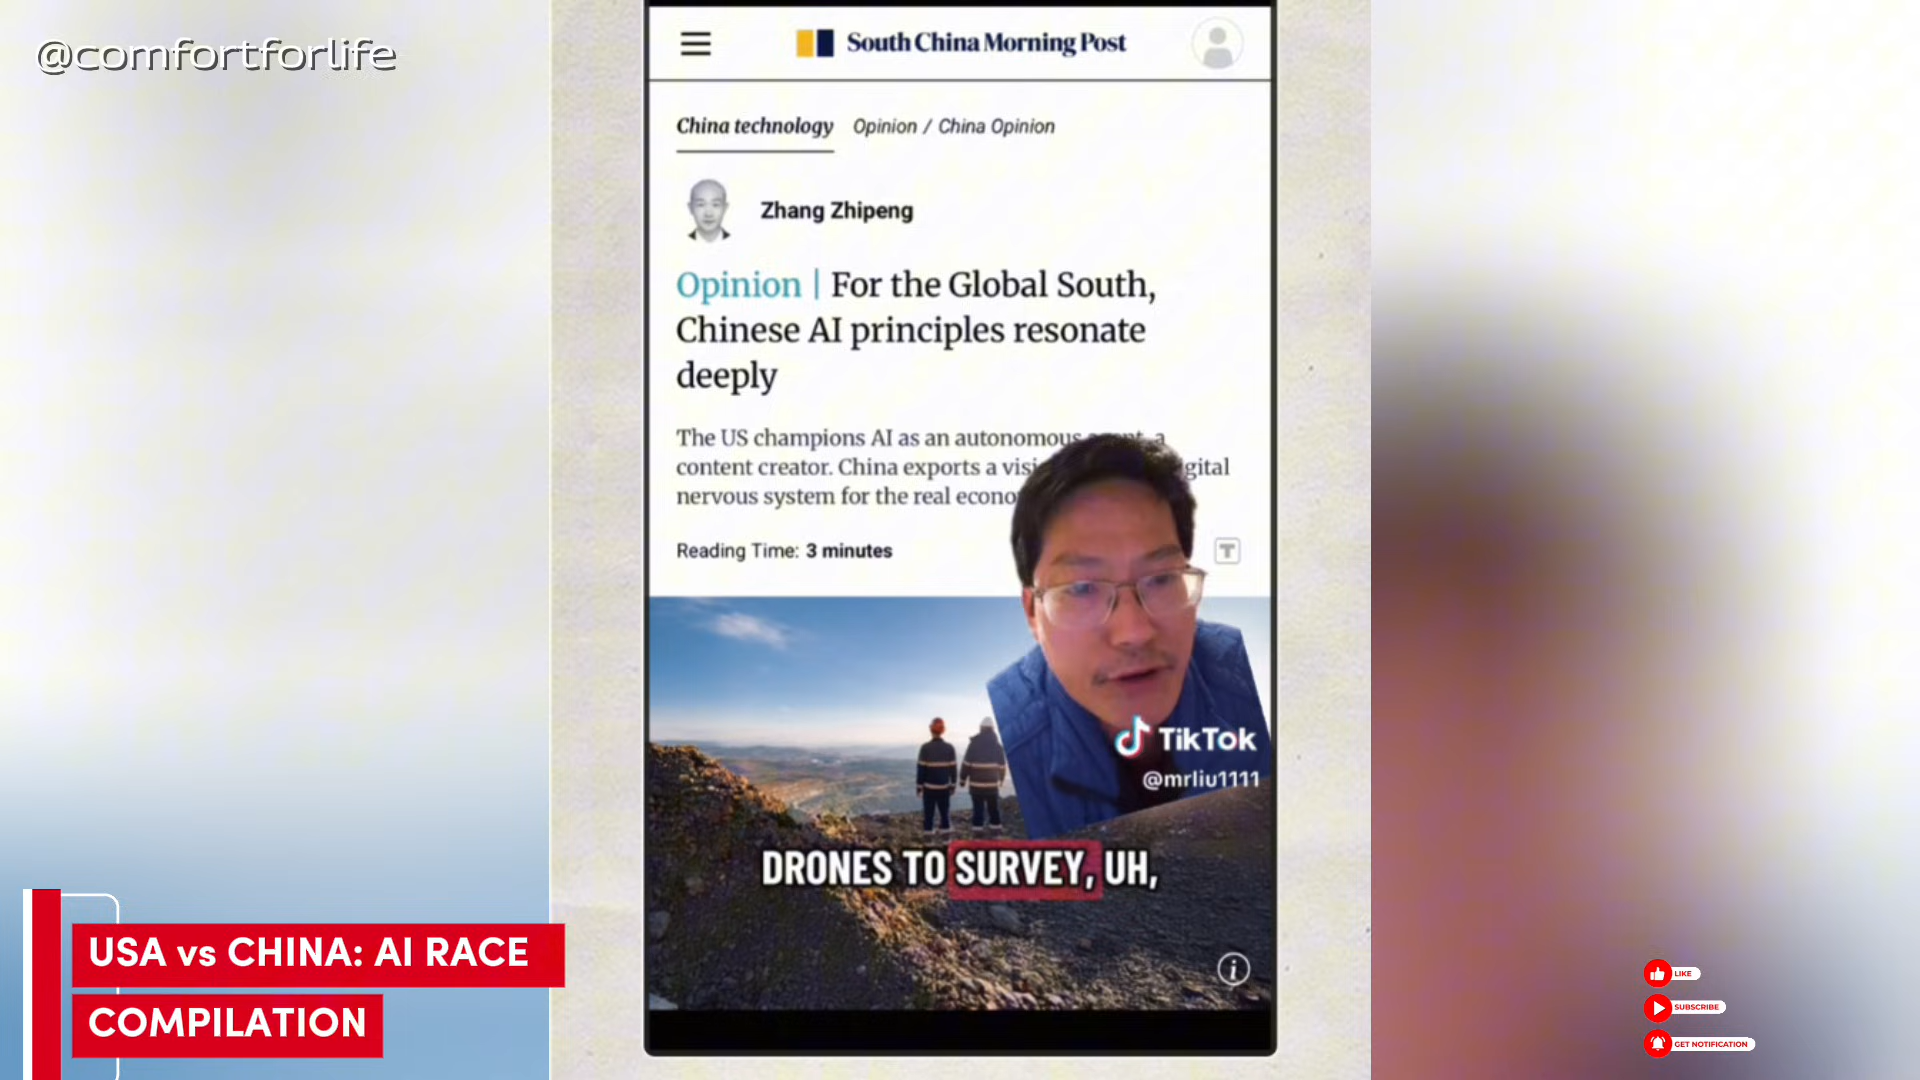 @comfortforlife
South China Morning Post
China technology Opinion / China Opinion
Zhang Zhipeng
Opinion | For the Global South,
Chinese AI principles resonate
deeply
The US champions AI as an autonomous a
content creator. China exports a
nervous system for the real
Reading Time: 3 minutes
T
TikTok
@mrliu1111
DRONES TO SURVEY, UH,
i
USA vs CHINA: AI RACE
COMPILATION
LIKE
SUBSCRIBE
GET NOTIFICATION